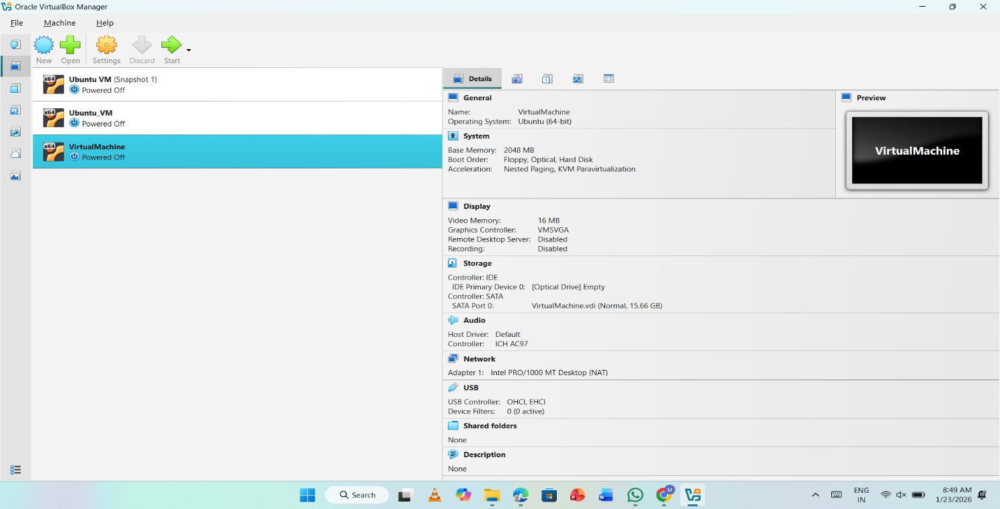 Oracle VirtualBox Manager
File Machine Help
New Open Settings Discard Start
x64 Ubuntu VM (Snapshot 1)
Powered Off
x64 Ubuntu_VM
Powered Off
x64 VirtualMachine
Powered Off
Details
General
Name: VirtualMachine
Operating System: Ubuntu (64-bit)
System
Base Memory: 2048 MB
Boot Order: Floppy, Optical, Hard Disk
Acceleration: Nested Paging, KVM Paravirtualization
Preview
VirtualMachine
Display
Video Memory: 16 MB
Graphics Controller: VMSVGA
Remote Desktop Server: Disabled
Recording: Disabled
Storage
Controller: IDE
IDE Primary Device 0: [Optical Drive] Empty
Controller: SATA
SATA Port 0: VirtualMachine.vdi (Normal, 15.66 GB)
Audio
Host Driver: Default
Controller: ICH AC97
Network
Adapter 1: Intel PRO/1000 MT Desktop (NAT)
USB
USB Controller: OHCI, EHCI
Device Filters: 0 (0 active)
Shared folders
None
Description
None
Search
ENG
IN
8:49 AM
1/23/2026